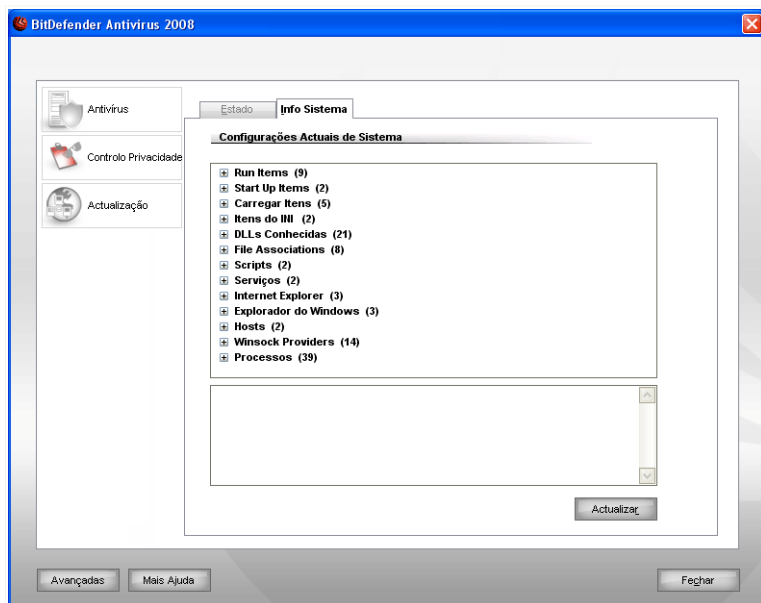 BitDefender Antivirus 2008
Antivírus
Controlo Privacidade
Actualização
Estado
Info Sistema
Configurações Actuais de Sistema
Run Items (9)
Start Up Items (2)
Carregar Itens (5)
Itens do INI (2)
DLLs Conhecidas (21)
File Associations (8)
Scripts (2)
Serviços (2)
Internet Explorer (3)
Explorador do Windows (3)
Hosts (2)
Winsock Providers (14)
Processos (39)
Actualizar
Avançadas
Mais Ajuda
Fechar